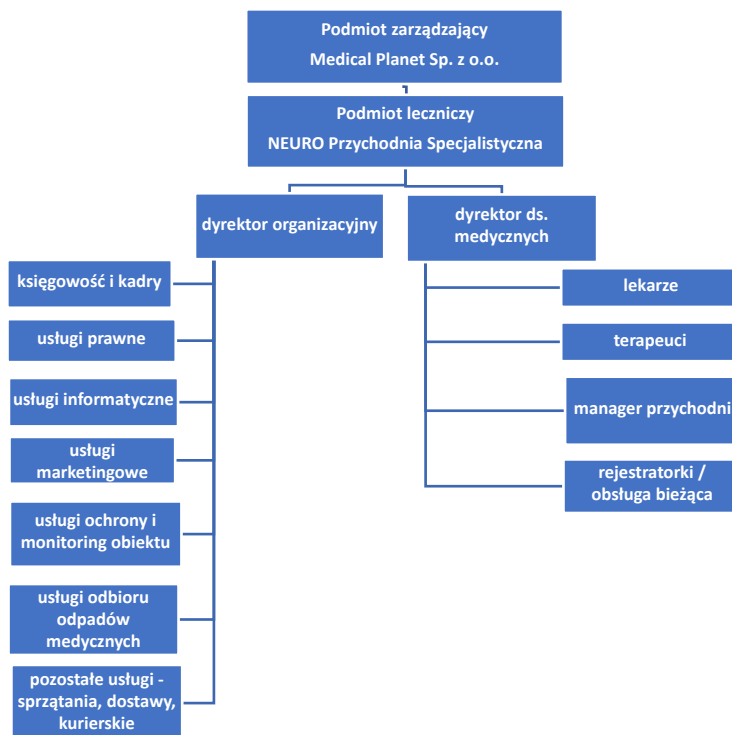 Podmiot zarządzający
Medical Planet Sp. z o.o.
Podmiot leczniczy
NEURO Przychodnia Specjalistyczna
dyrektor organizacyjny
dyrektor ds.
medycznych
księgowość i kadry
usługi prawne
usługi informatyczne
usługi
marketingowe
usługi ochrony i
monitoring obiektu
usługi odbioru
odpadów
medycznych
pozostałe usługi -
sprzątania, dostawy,
kurierskie
lekarze
terapeuci
manager przychodni
rejestratorki /
obsługa bieżąca